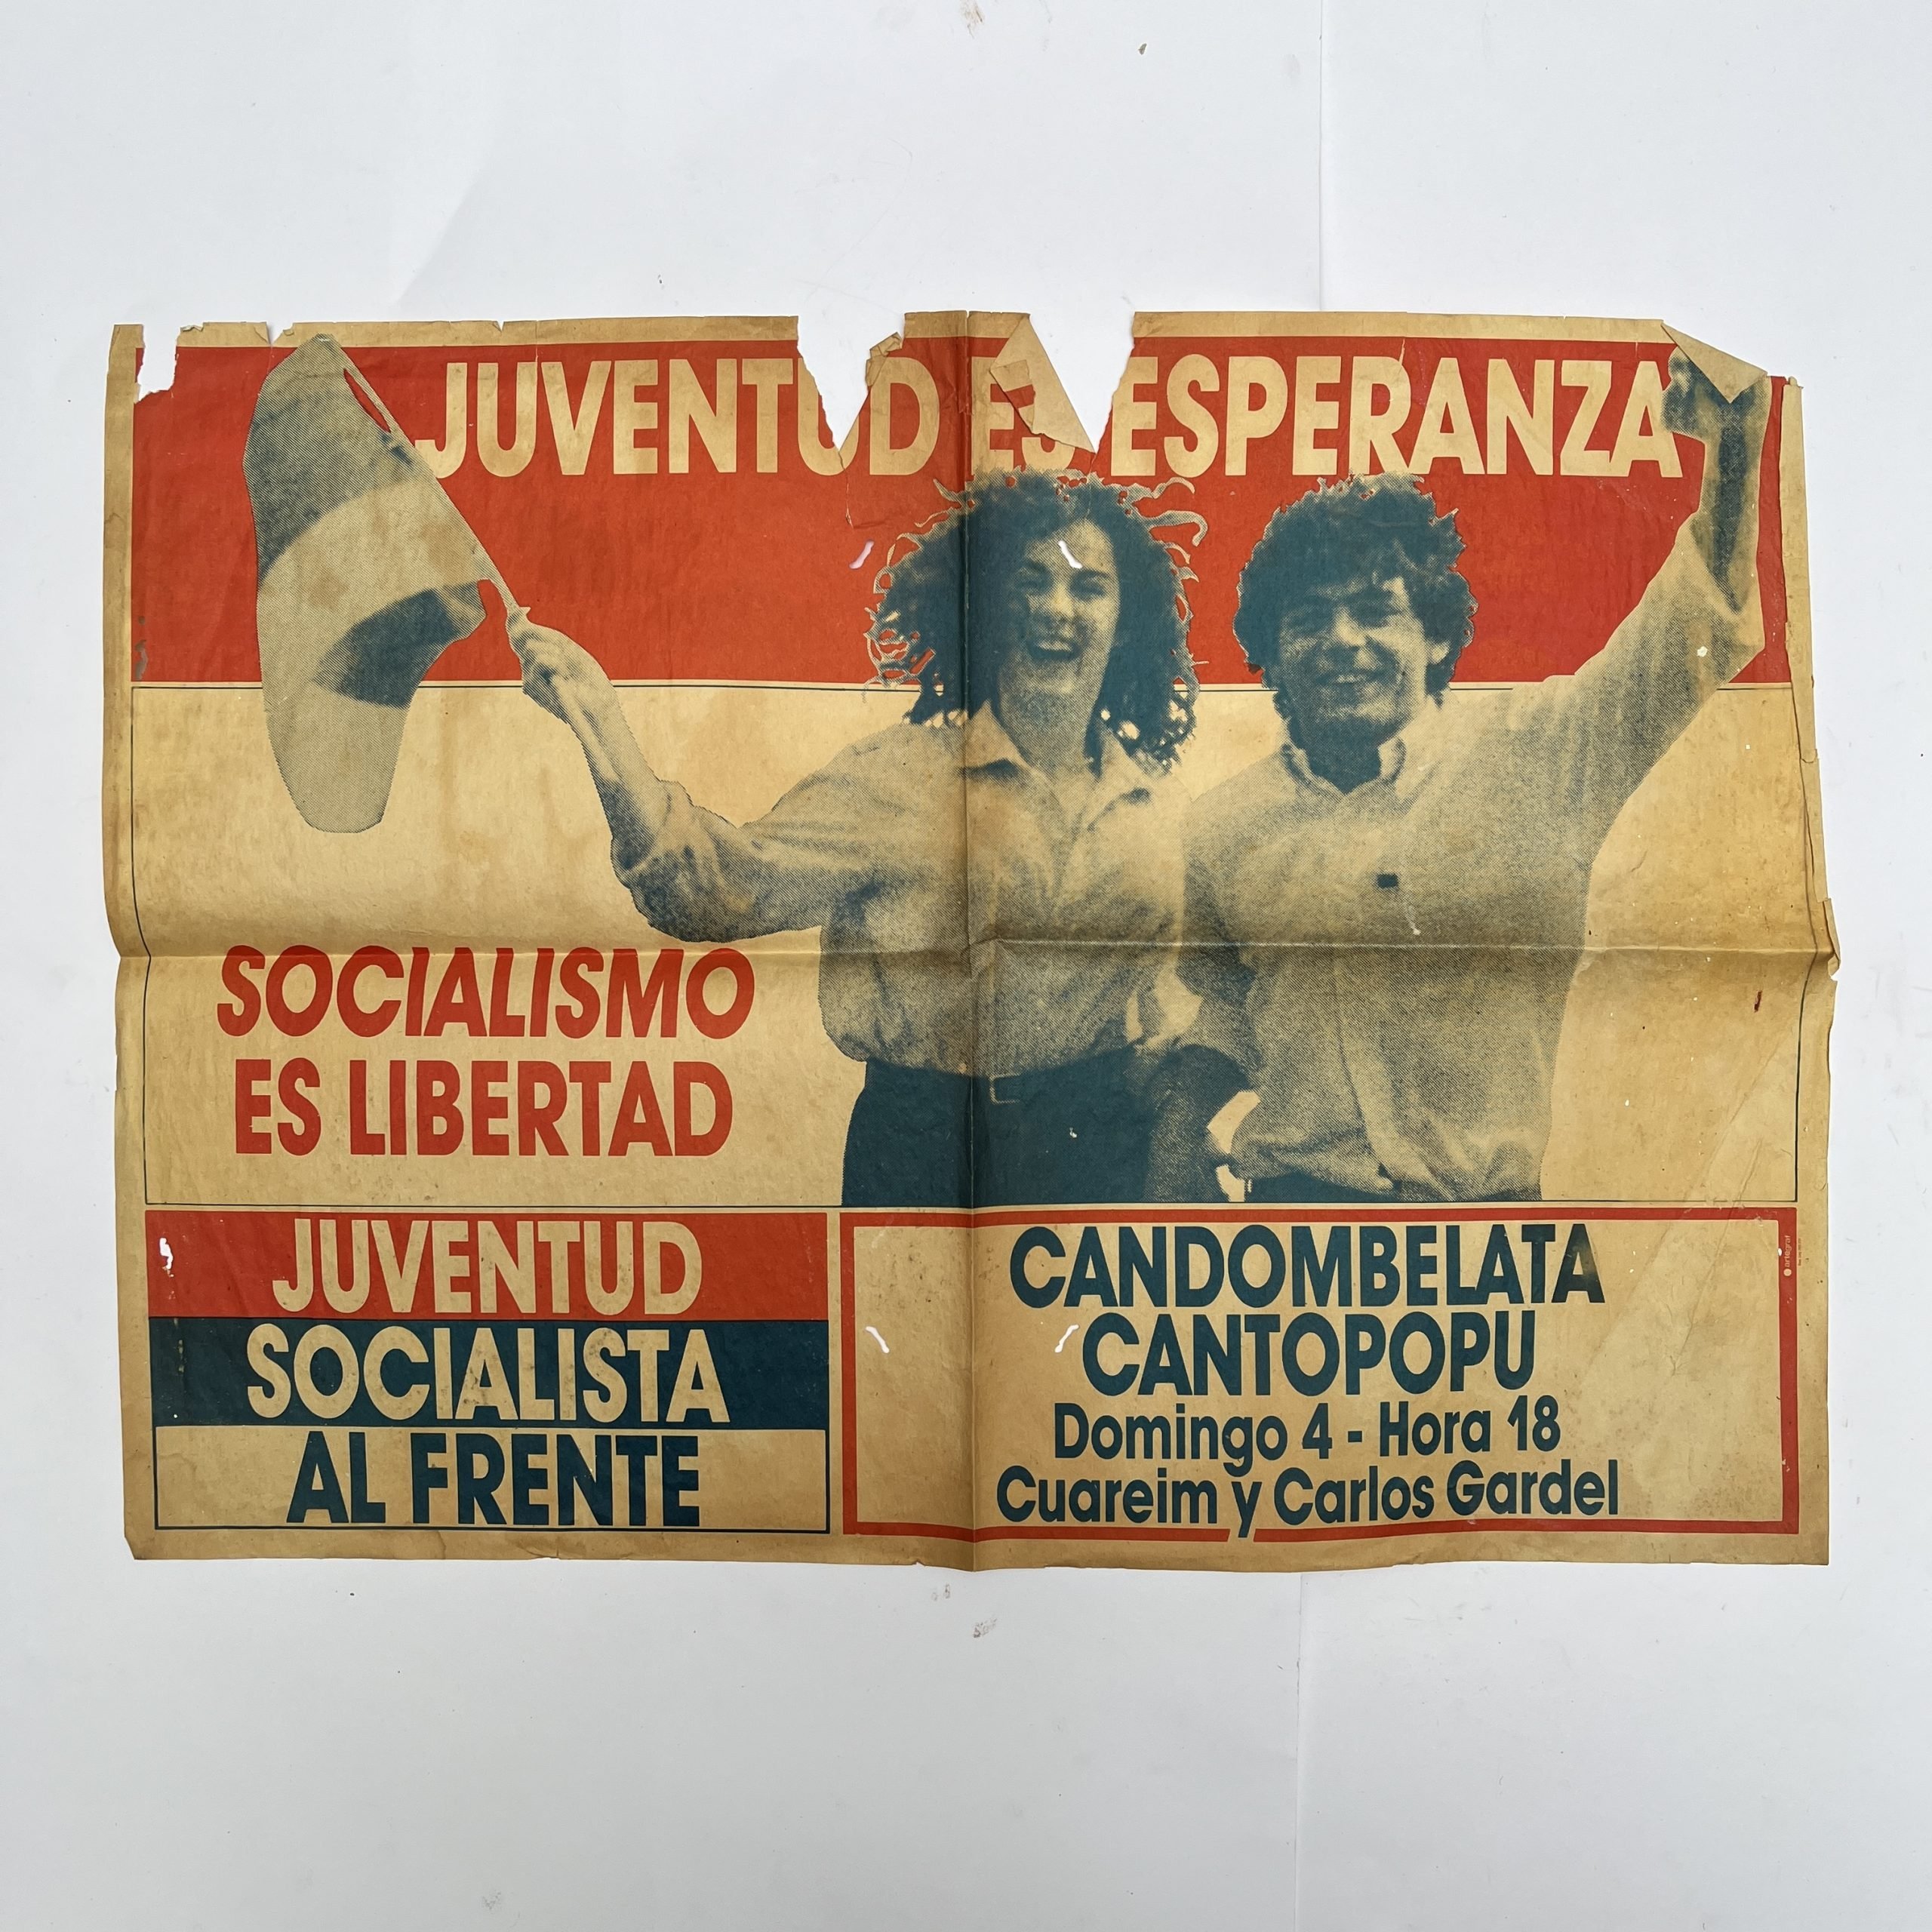 JUVENTUD ES ESPERANZA
SOCIALISMO
ES LIBERTAD
JUVENTUD
SOCIALISTA
AL FRENTE
CANDOMBELATA
CANTOPOPU
Domingo 4 - Hora 18
Cuareim y Carlos Gardel